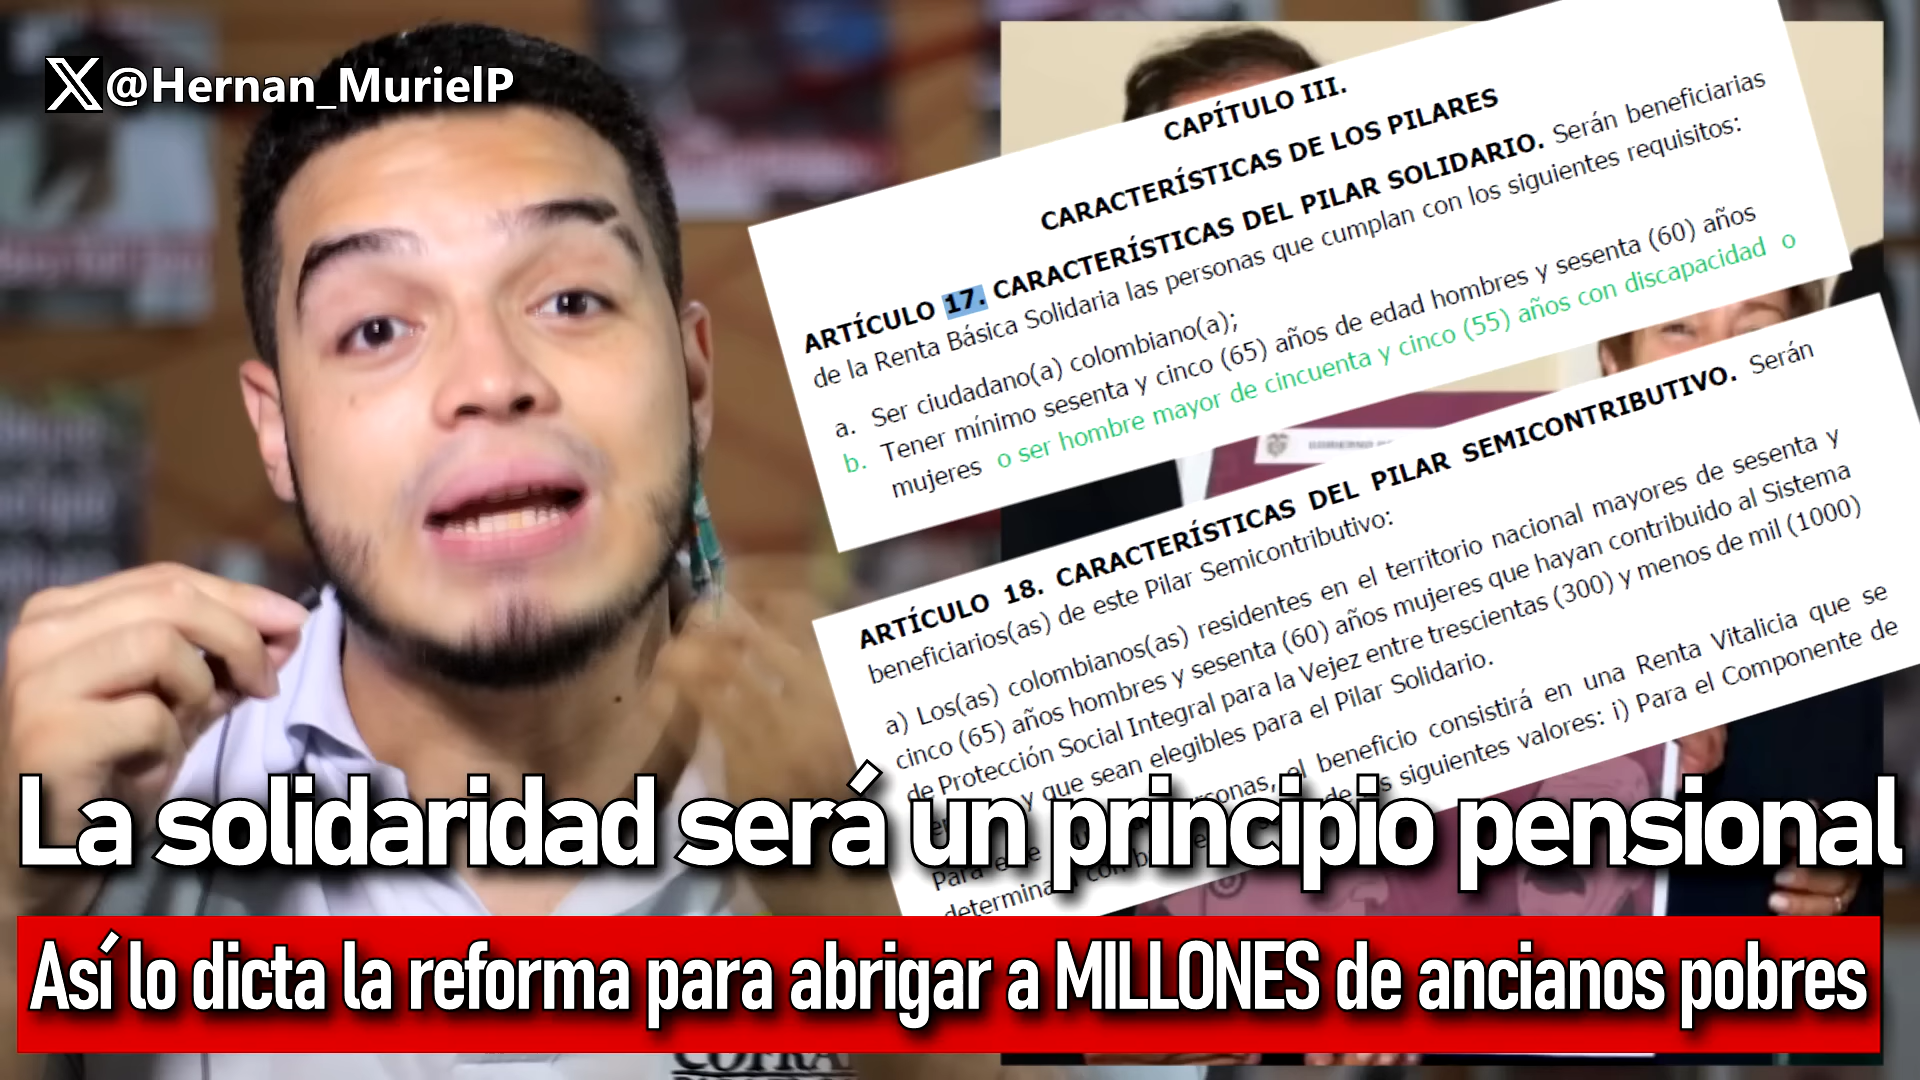 X @Hernan_MurielP
CAPÍTULO III.
CARACTERÍSTICAS DE LOS PILARES
ARTÍCULO 17. CARACTERÍSTICAS DEL PILAR SOLIDARIO. Serán beneficiarias
de la Renta Básica Solidaria las personas que cumplan con los siguientes requisitos:
a. Ser ciudadano(a) colombiano(a);
b. Tener mínimo sesenta y cinco (65) años de edad hombres y sesenta (60) años
mujeres o ser hombre mayor de cincuenta y cinco (55) años con discapacidad o
ARTÍCULO 18. CARACTERÍSTICAS DEL PILAR SEMICONTRIBUTIVO. Serán
beneficiarios(as) de este Pilar Semicontributivo:
a) Los(as) colombianos(as) residentes en el territorio nacional mayores de sesenta y
cinco (65) años hombres y sesenta (60) años mujeres que hayan contribuido al Sistema
de Protección Social Integral para la Vejez entre trescientas (300) y menos de mil (1000)
y que sean elegibles para el Pilar Solidario.
el beneficio consistirá en una Renta Vitalicia que se
siguientes valores: i) Para el Componente de
La solidaridad será un principio pensional
Así lo dicta la reforma para abrigar a MILLONES de ancianos pobres